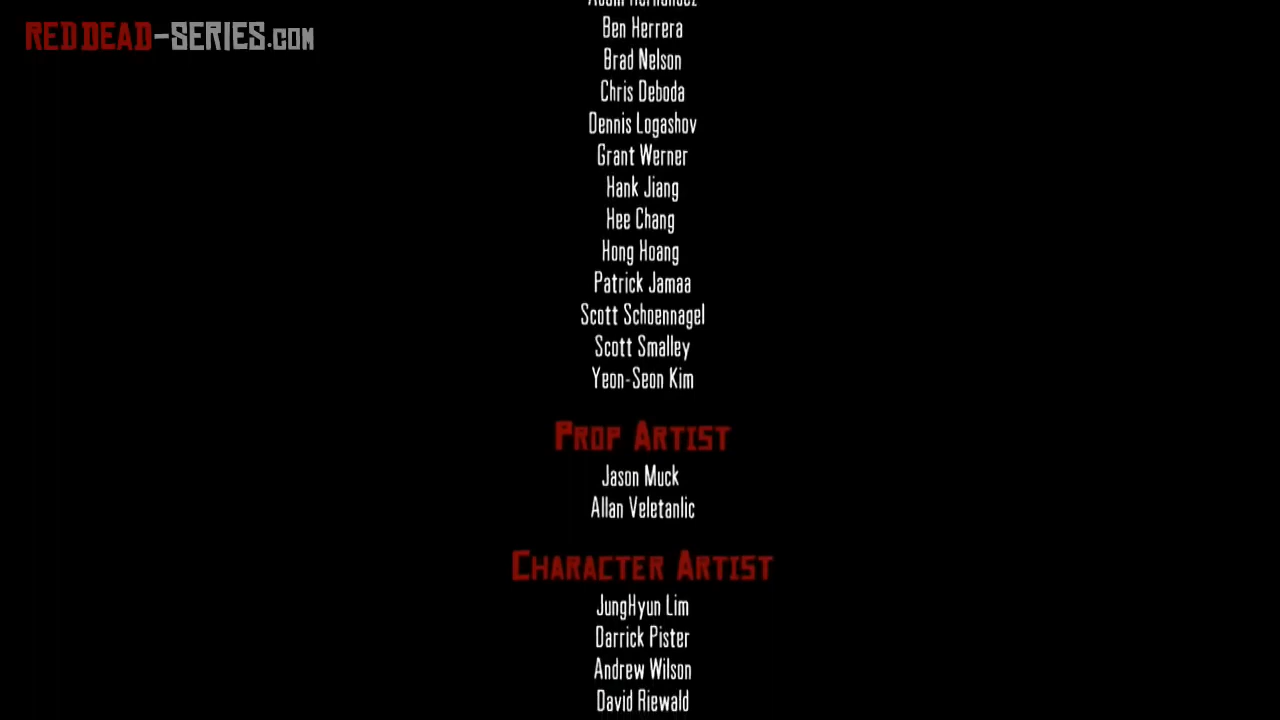 RED DEAD-SERIES.COM
Adam Hernandez
Ben Herrera
Brad Nelson
Chris Deboda
Dennis Logashov
Grant Werner
Hank Jiang
Hee Chang
Hong Hoang
Patrick Jamaa
Scott Schoennagel
Scott Smalley
Yeon-Seon Kim
PROP ARTIST
Jason Muck
Allan Veletanlic
CHARACTER ARTIST
JungHyun Lim
Darrick Pister
Andrew Wilson
David Riewald